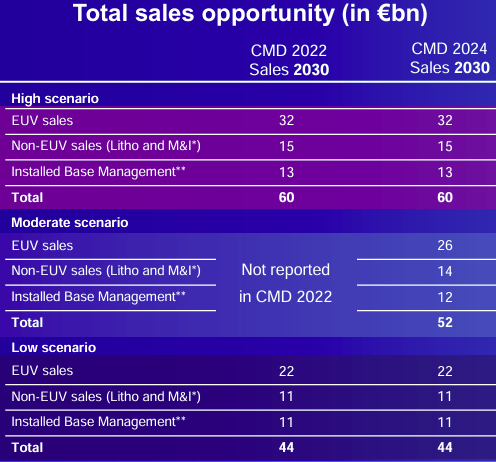 Total sales opportunity (in €bn)
CMD 2022 CMD 2024
Sales 2030 Sales 2030
High scenario
EUV sales 32 32
Non-EUV sales (Litho and M&I*) 15 15
Installed Base Management** 13 13
Total 60 60
Moderate scenario
EUV sales 26
Non-EUV sales (Litho and M&I*) Not reported 14
Installed Base Management** in CMD 2022 12
Total 52
Low scenario
EUV sales 22 22
Non-EUV sales (Litho and M&I*) 11 11
Installed Base Management** 11 11
Total 44 44